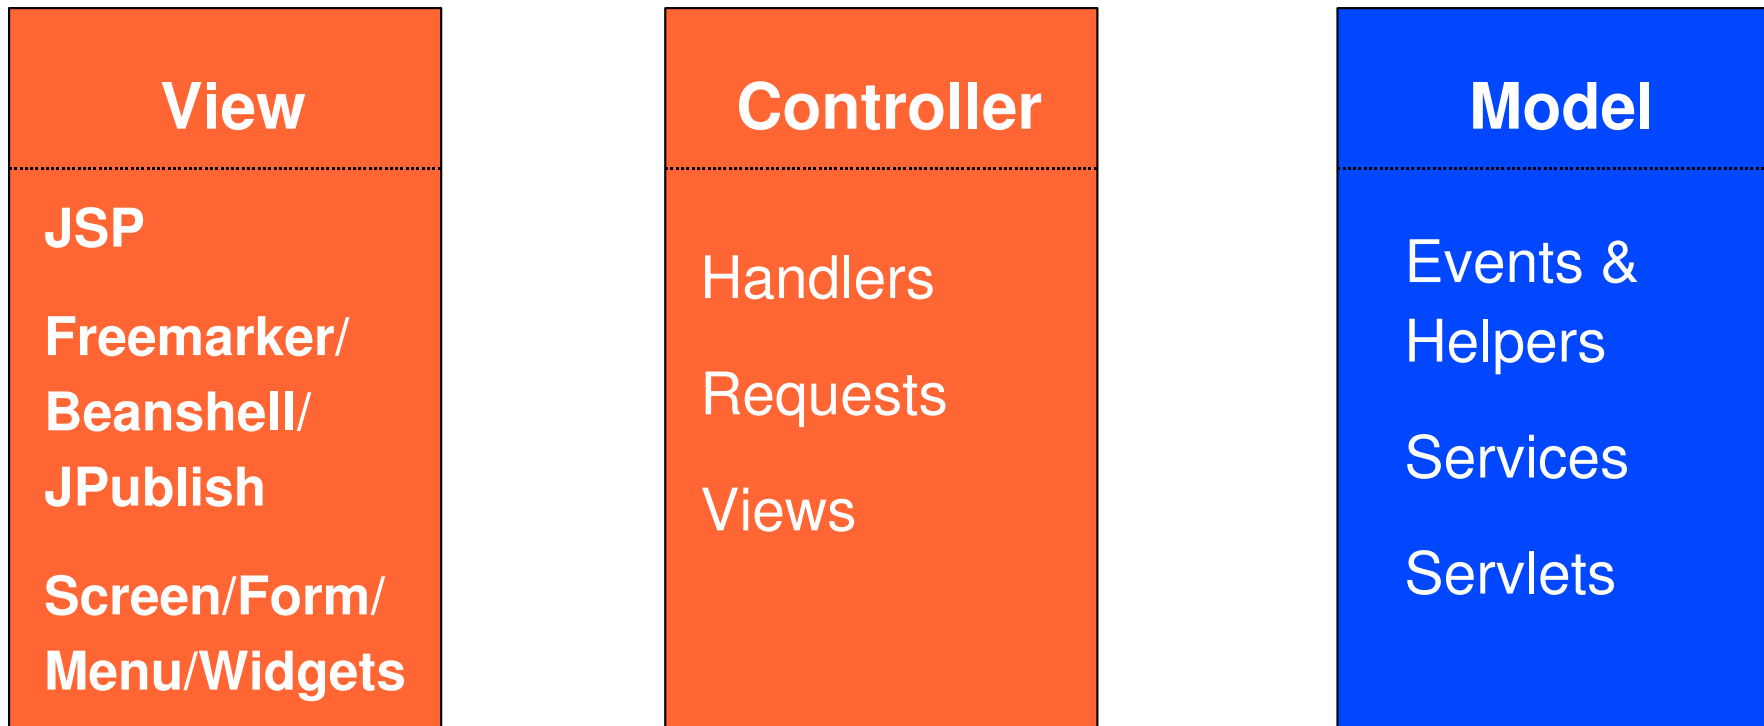 View
JSP
Freemarker/
Beanshell/
JPublish
Screen/Form/
Menu/Widgets
Controller
Handlers
Requests
Views
Model
Events &
Helpers
Services
Servlets